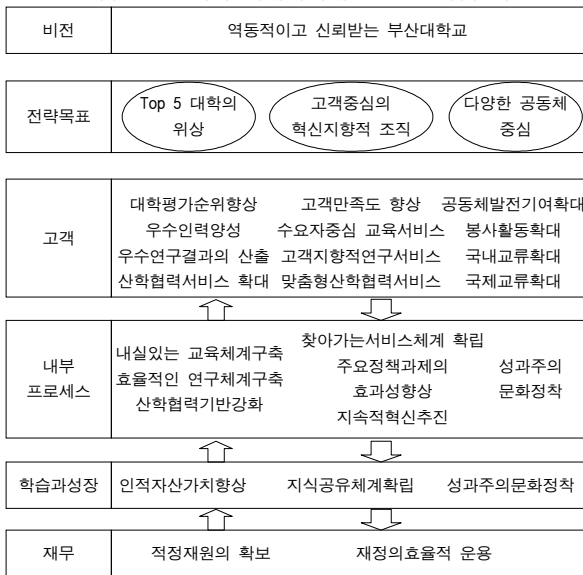 비전
역동적이고 신뢰받는 부산대학교
전략목표
Top 5 대학의
위상
고객중심의
혁신지향적 조직
다양한 공동체
중심
고객
대학평가순위향상
우수인력양성
우수연구결과의 산출
산학협력서비스 확대
고객만족도 향상
수요자중심 교육서비스
고객지향적연구서비스
맞춤형산학협력서비스
공동체발전기여확대
봉사활동확대
국내교류확대
국제교류확대
내부
프로세스
내실있는 교육체계구축
효율적인 연구체계구축
산학협력기반강화
찾아가는서비스체계 확립
주요정책과제의
효과성향상
지속적혁신추진
성과주의
문화정착
학습과성장
인적자산가치향상
지식공유체계확립
성과주의문화정착
재무
적정재원의 확보
재정의효율적 운용